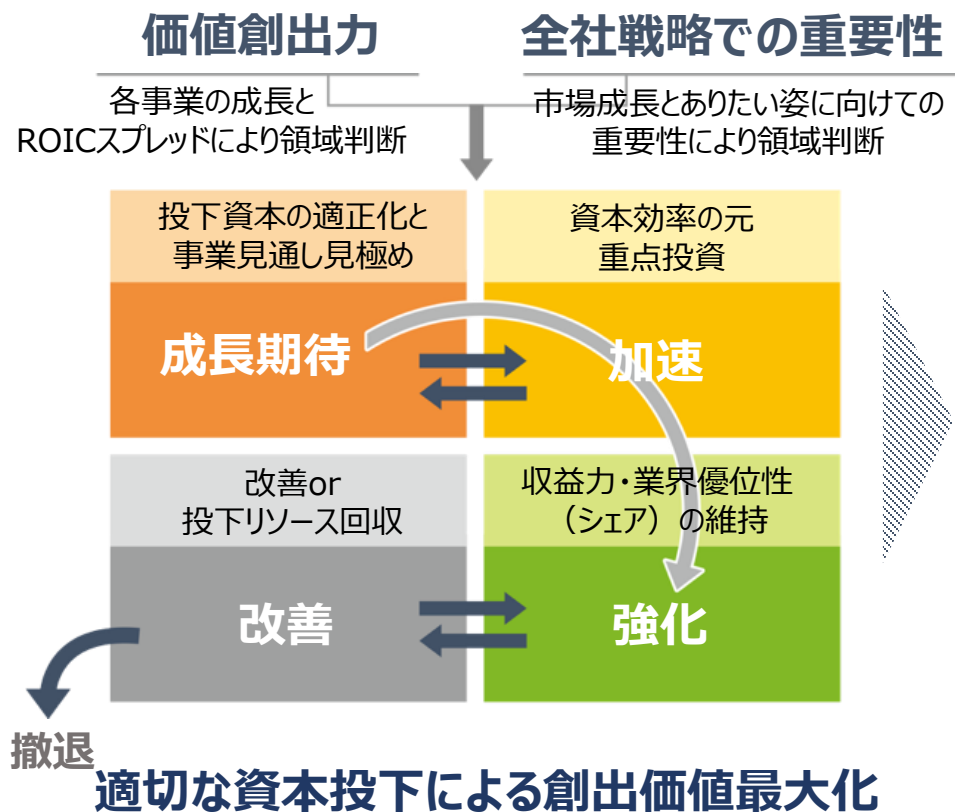 価値創出力
全社戦略での重要性
各事業の成長と
ROICスプレッドにより領域判断
市場成長とありたい姿に向けての
重要性により領域判断
投下資本の適正化と
事業見通し見極め
資本効率の元
重点投資
成長期待
加速
改善or
投下リソース回収
収益力・業界優位性
（シェア）の維持
改善
強化
撤退
適切な資本投下による創出価値最大化